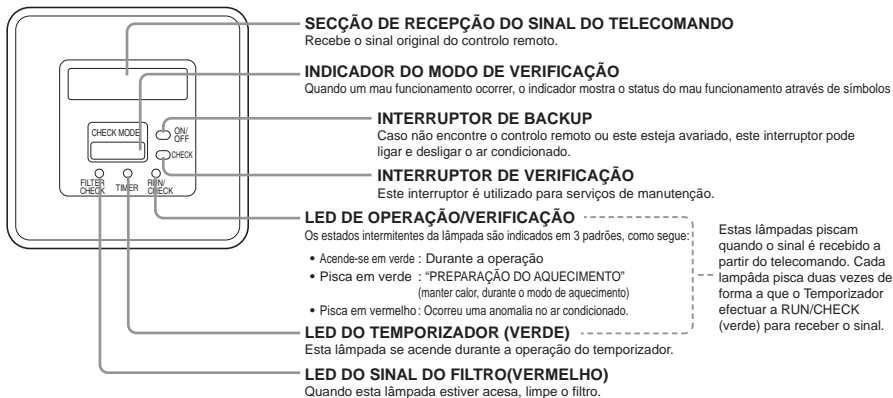 SECÇÃO DE RECEPÇÃO DO SINAL DO TELECOMANDO
Recebe o sinal original do controlo remoto.
INDICADOR DO MODO DE VERIFICAÇÃO
Quando um mau funcionamento ocorrer, o indicador mostra o status do mau funcionamento através de símbolos
CHECK MODE
ON/
OFF
CHECK
FILTER
CHECK
TIMER
RUN/
CHECK
INTERRUPTOR DE BACKUP
Caso não encontre o controlo remoto ou este esteja avariado, este interruptor pode
ligar e desligar o ar condicionado.
INTERRUPTOR DE VERIFICAÇÃO
Este interruptor é utilizado para serviços de manutenção.
LED DE OPERAÇÃO/VERIFICAÇÃO
Os estados intermitentes da lâmpada são indicados em 3 padrões, como segue:
• Acende-se em verde : Durante a operação
• Pisca em verde : “PREPARAÇÃO DO AQUECIMENTO”
(manter calor, durante o modo de aquecimento)
• Pisca em vermelho : Ocorreu uma anomalia no ar condicionado.
Estas lâmpadas piscam
quando o sinal é recebido a
partir do telecomando. Cada
lampâda pisca duas vezes de
forma a que o Temporizador
efectuar a RUN/CHECK
(verde) para receber o sinal.
LED DO TEMPORIZADOR (VERDE)
Esta lâmpada se acende durante a operação do temporizador.
LED DO SINAL DO FILTRO(VERMELHO)
Quando esta lâmpada estiver acesa, limpe o filtro.